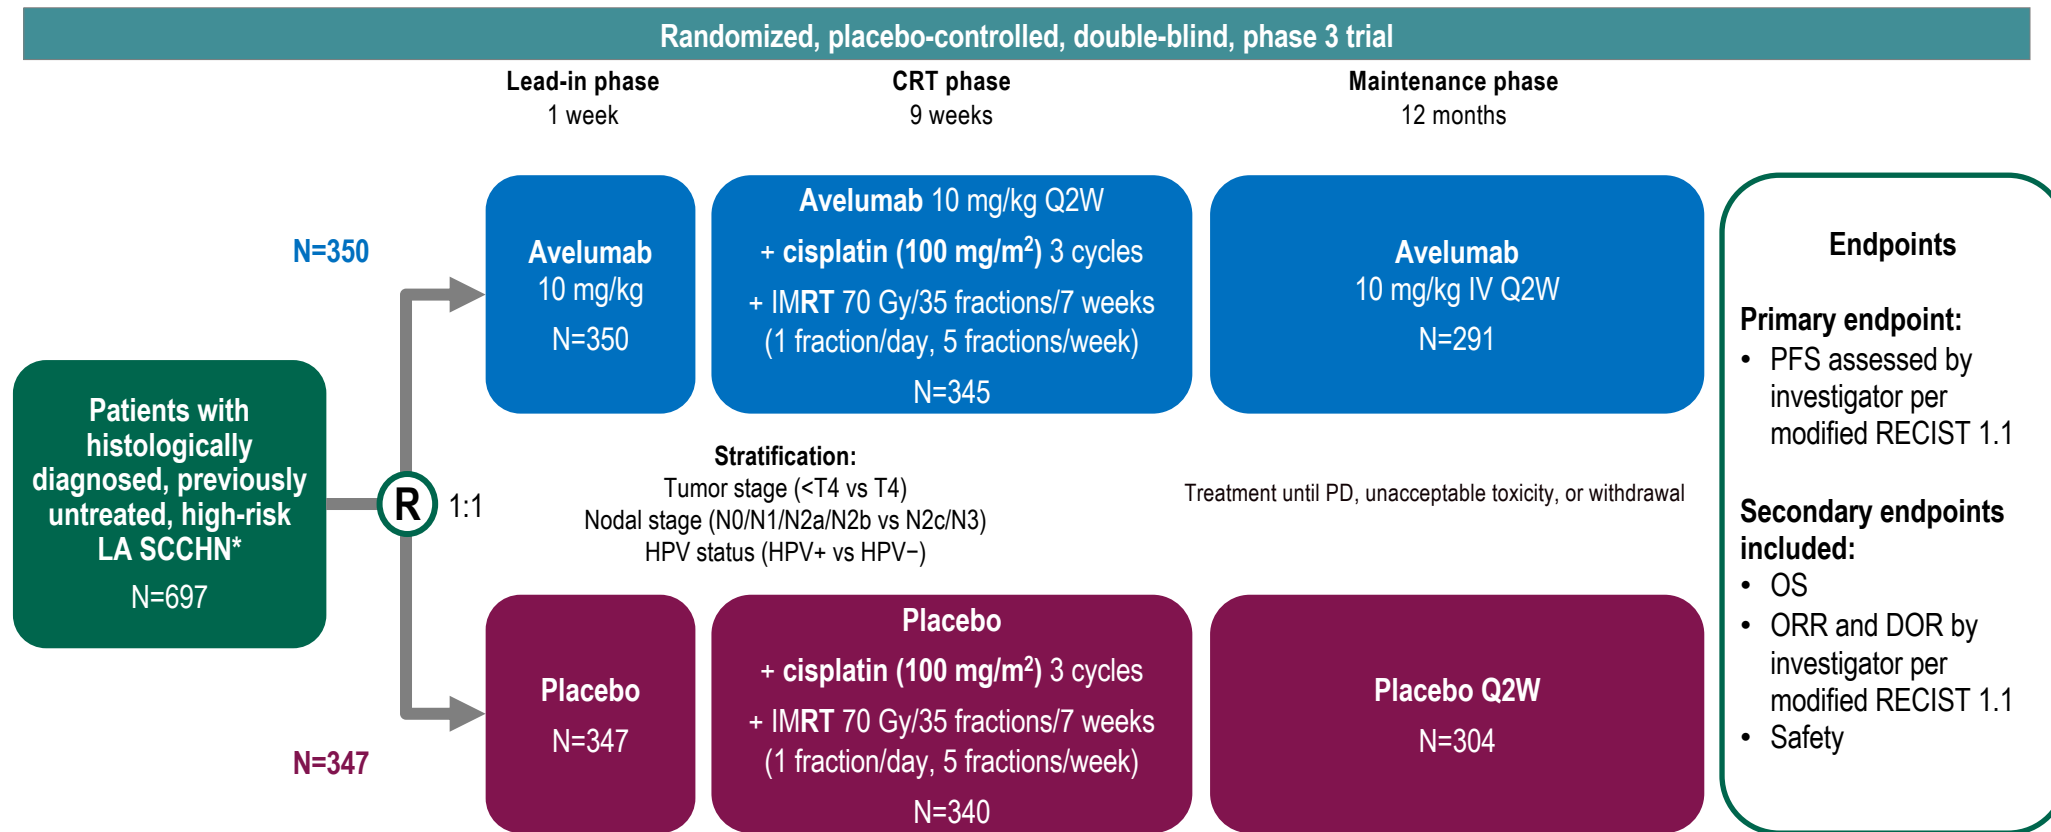 Randomized, placebo-controlled, double-blind, phase 3 trial
Lead-in phase
1 week
CRT phase
9 weeks
Maintenance phase
12 months
Patients with
histologically
diagnosed, previously
untreated, high-risk
LA SCCHN*
N=697
R
1:1
N=350
Avelumab
10 mg/kg
N=350
Avelumab 10 mg/kg Q2W
+ cisplatin (100 mg/m²) 3 cycles
+ IMRT 70 Gy/35 fractions/7 weeks
(1 fraction/day, 5 fractions/week)
N=345
Avelumab
10 mg/kg IV Q2W
N=291
Stratification:
Tumor stage (<T4 vs T4)
Nodal stage (N0/N1/N2a/N2b vs N2c/N3)
HPV status (HPV+ vs HPV−)
Treatment until PD, unacceptable toxicity, or withdrawal
N=347
Placebo
N=347
Placebo
+ cisplatin (100 mg/m²) 3 cycles
+ IMRT 70 Gy/35 fractions/7 weeks
(1 fraction/day, 5 fractions/week)
N=340
Placebo Q2W
N=304
Endpoints
Primary endpoint:
• PFS assessed by
investigator per
modified RECIST 1.1
Secondary endpoints
included:
• OS
• ORR and DOR by
investigator per
modified RECIST 1.1
• Safety